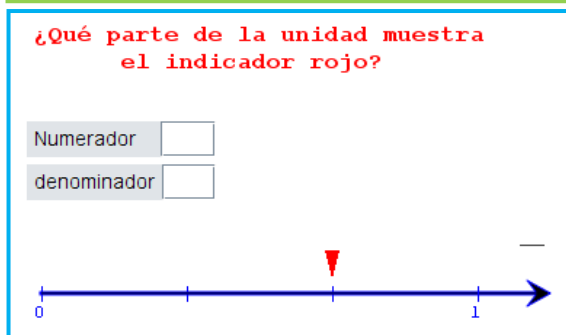 ¿Qué parte de la unidad muestra
el indicador rojo?
Numerador
denominador
0 1